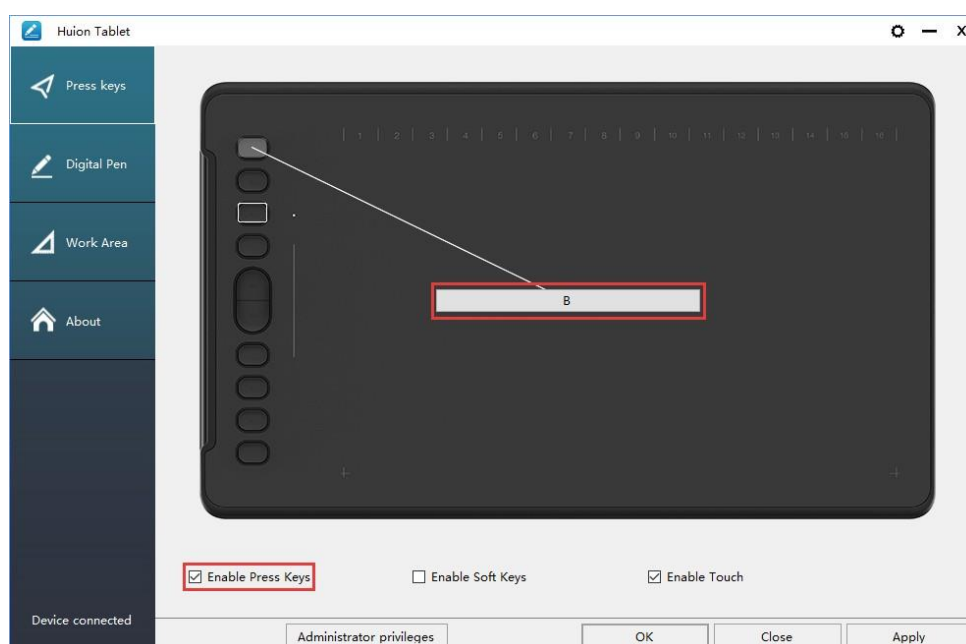 Huion Tablet
X
Press keys
Digital Pen
Work Area
About
1 2 3 4 5 6 7 8 9 10 11 12 13 14 15 16
B
Enable Press Keys
Enable Soft Keys
Enable Touch
Device connected
Administrator privileges
OK
Close
Apply